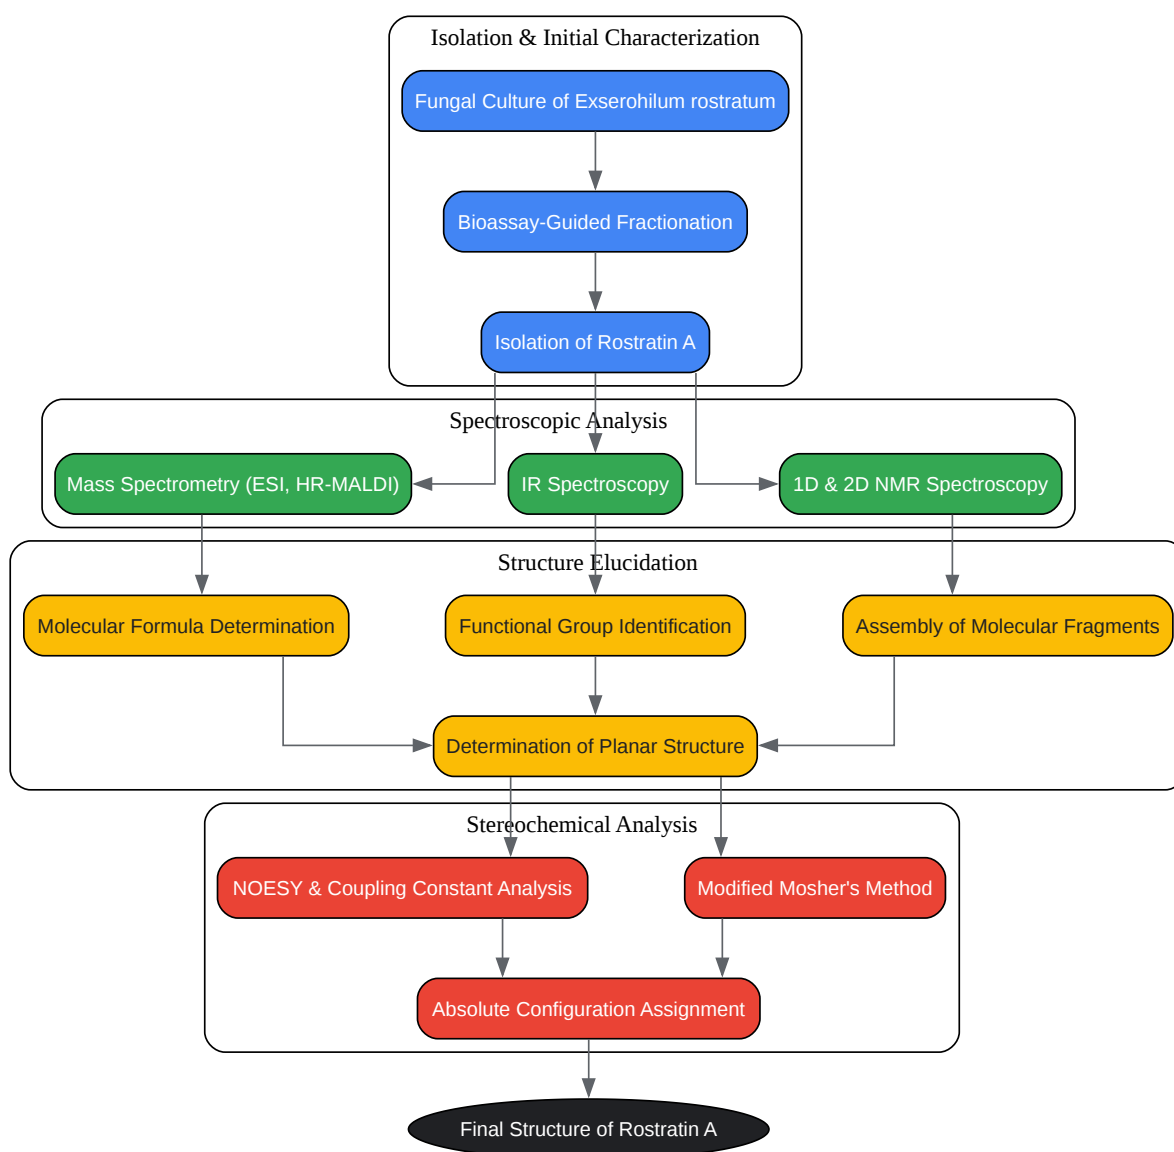 Isolation & Initial Characterization
Fungal Culture of Exserohilum rostratum
Bioassay-Guided Fractionation
Isolation of Rostratin A
Spectroscopic Analysis
Mass Spectrometry (ESI, HR-MALDI)
IR Spectroscopy
1D & 2D NMR Spectroscopy
Structure Elucidation
Molecular Formula Determination
Functional Group Identification
Assembly of Molecular Fragments
Determination of Planar Structure
Stereochemical Analysis
NOESY & Coupling Constant Analysis
Modified Mosher's Method
Absolute Configuration Assignment
Final Structure of Rostratin A